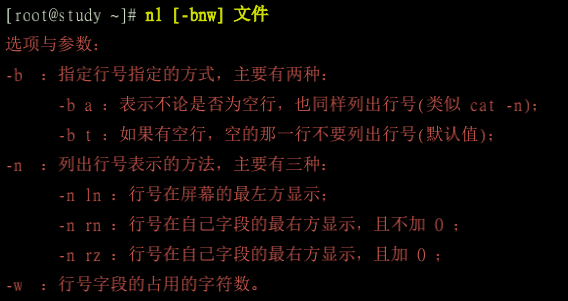 [root@study ~]# nl [-bnw] 文件
选项与参数：
-b ：指定行号指定的方式，主要有两种：
-b a ：表示不论是否为空行，也同样列出行号(类似 cat -n)；
-b t ：如果有空行，空的那一行不要列出行号(默认值)；
-n ：列出行号表示的方法，主要有三种：
-n ln ：行号在屏幕的最左方显示；
-n rn ：行号在自己字段的最右方显示，且不加 0 ；
-n rz ：行号在自己字段的最右方显示，且加 0 ；
-w ：行号字段的占用的字符数。